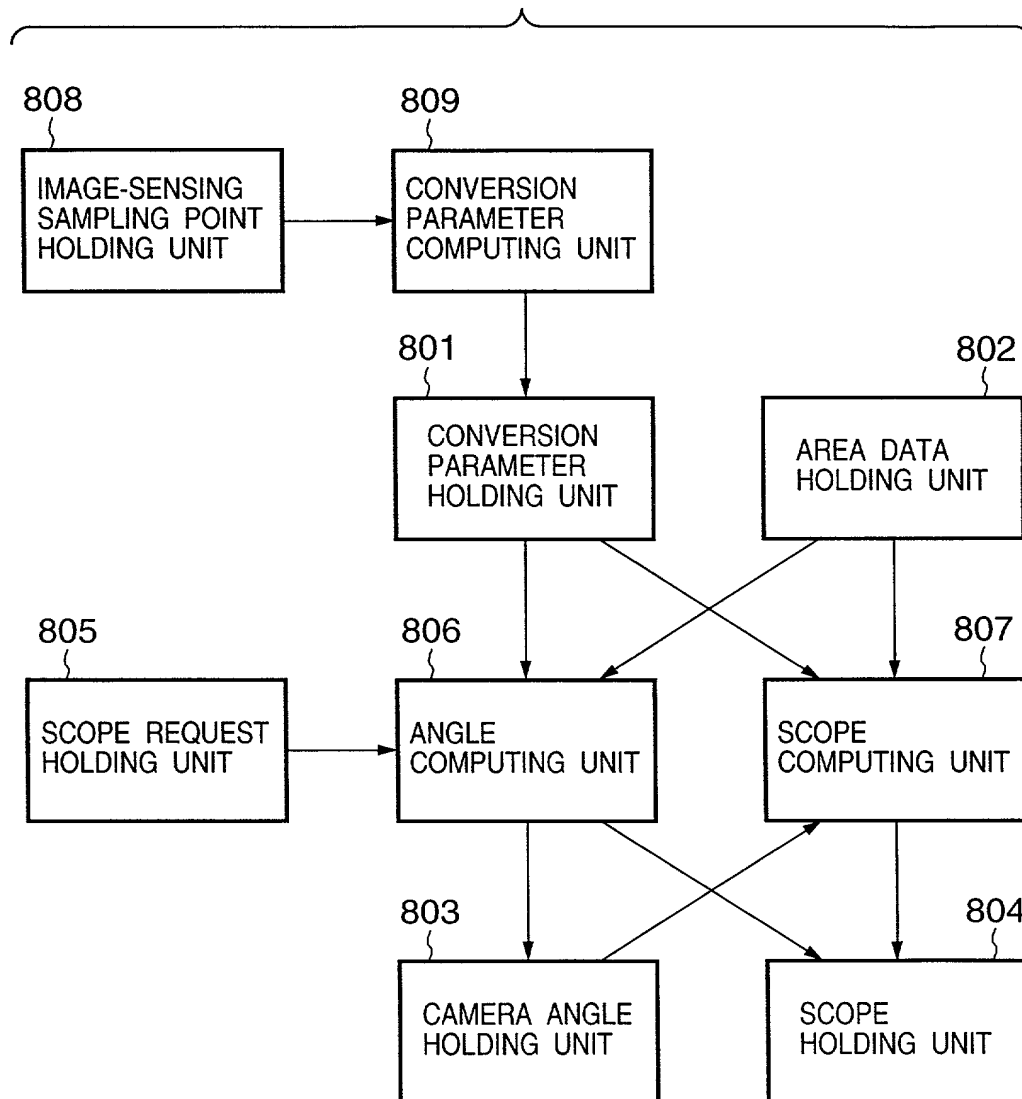 808
809
IMAGE-SENSING
SAMPLING POINT
HOLDING UNIT
CONVERSION
PARAMETER
COMPUTING UNIT
801
802
CONVERSION
PARAMETER
HOLDING UNIT
AREA DATA
HOLDING UNIT
805
806
807
SCOPE REQUEST
HOLDING UNIT
ANGLE
COMPUTING UNIT
SCOPE
COMPUTING UNIT
803
804
CAMERA ANGLE
HOLDING UNIT
SCOPE
HOLDING UNIT